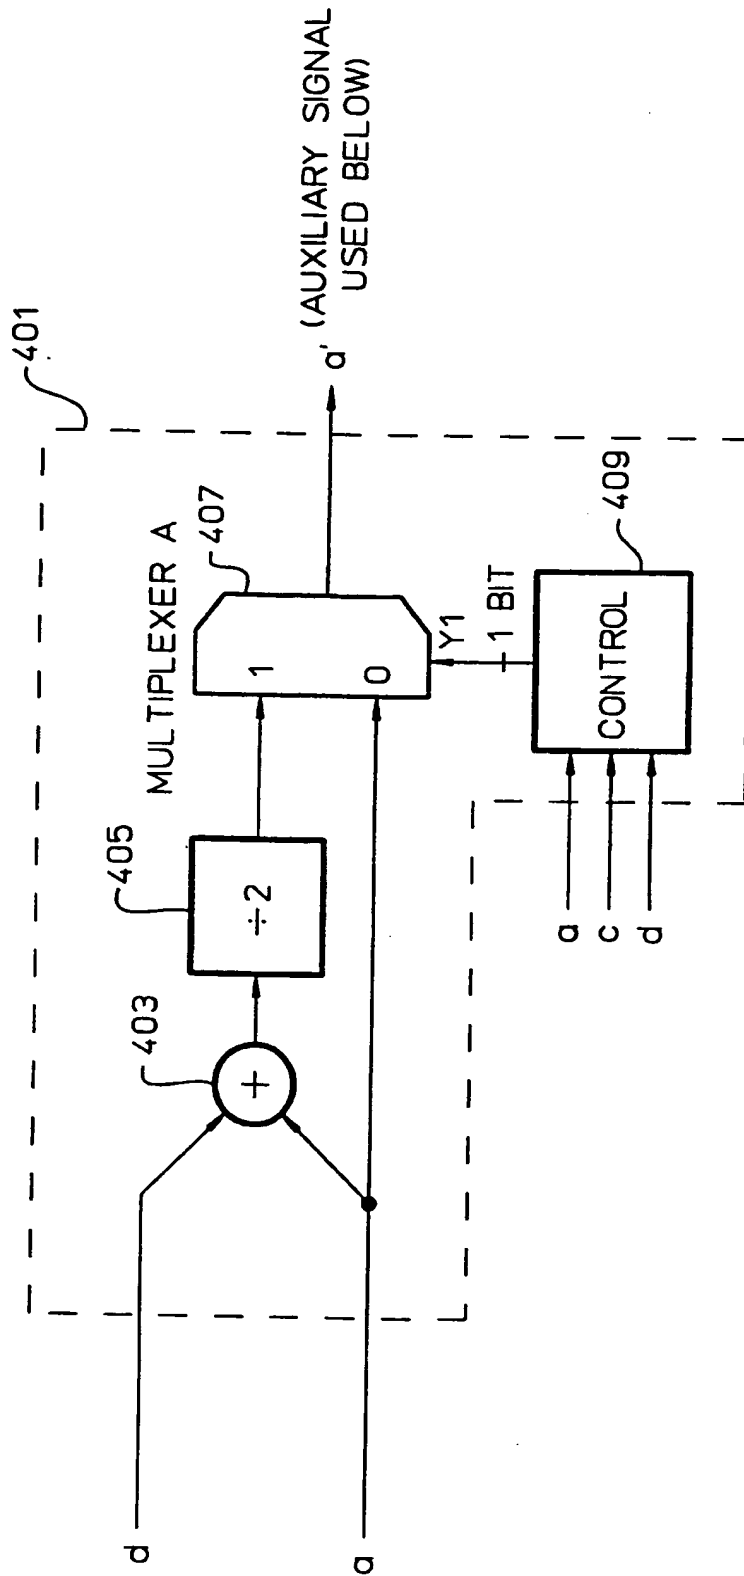 401
MULTIPLEXER A
407
405
403
÷2
+
1
0
d
a
a' (AUXILIARY SIGNAL
USED BELOW)
Y1
1 BIT
409
CONTROL
a
c
d